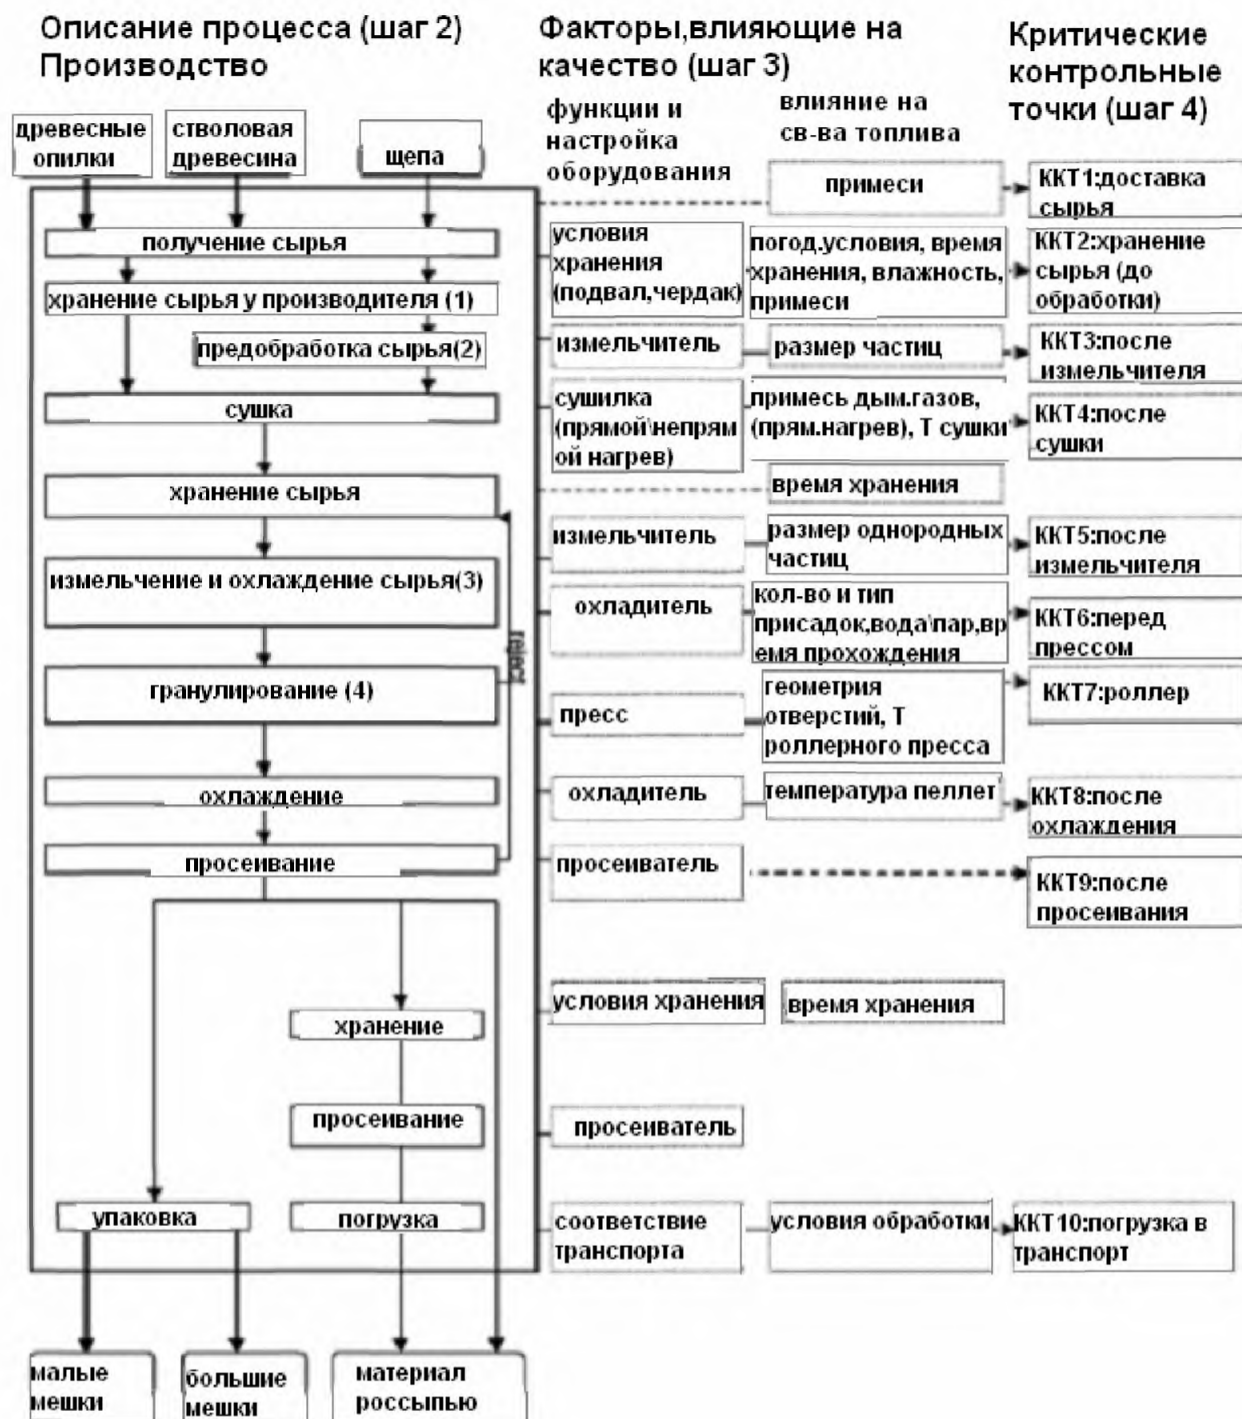 Описание процесса (шаг 2)
Производство
Факторы,влияющие на
качество (шаг 3)
Критические
контрольные
точки (шаг 4)
функции и
настройка
оборудования
влияние на
св-ва топлива
древесные
опилки
стволовая
древесина
щепа
примеси
ККТ1:доставка
сырья
получение сырья
условия
хранения
(подвал,чердак)
погод.условия, время
хранения, влажность,
примеси
ККТ2:хранение
сырья (до
обработки)
хранение сырья у производителя (1)
предобработка сырья(2)
измельчитель
размер частиц
ККТ3:после
измельчителя
сушка
сушилка
(прямой\непрям
ой нагрев)
примесь дым.газов,
(прям.нагрев), Т сушки
ККТ4:после
сушки
хранение сырья
время хранения
измельчитель
размер однородных
частиц
ККТ5:после
измельчителя
измельчение и охлаждение сырья(3)
охладитель
кол-во и тип
присадок,вода\пар,вр
емя прохождения
ККТ6:перед
прессом
reject
гранулирование (4)
пресс
геометрия
отверстий, Т
роллерного пресса
ККТ7:роллер
охлаждение
охладитель
температура пеллет
ККТ8:после
охлаждения
просеивание
просеиватель
ККТ9:после
просеивания
хранение
условия хранения
время хранения
просеивание
просеиватель
упаковка
погрузка
соответствие
транспорта
условия обработки
ККТ10:погрузка в
транспорт
малые
мешки
большие
мешки
материал
россыпью